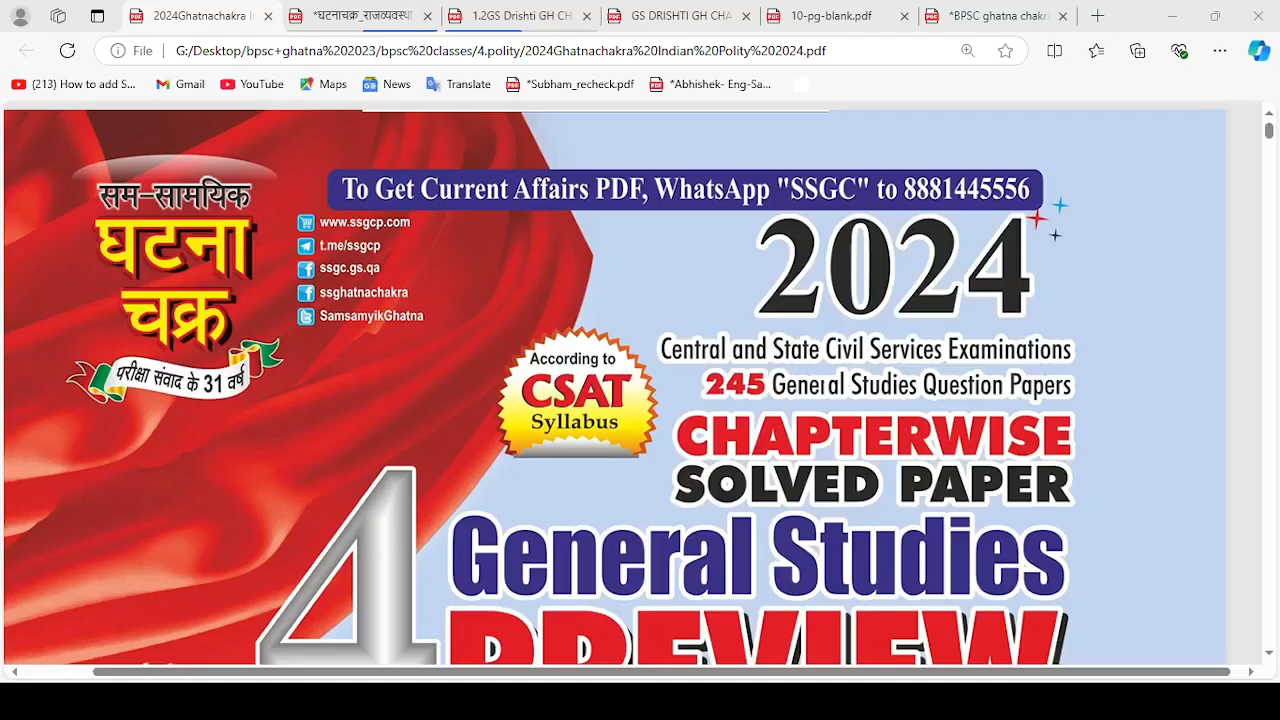 2024Ghatnachakra In
*घटनाचक्र_राजव्यवस्था
1.2GS Drishti GH CH
GS DRISHTI GH CHA
10-pg-blank.pdf
*BPSC ghatna chakra
File
G:/Desktop/bpsc+ghatna%202023/bpsc%20classes/4.polity/2024Ghatnachakra%20Indian%20Polity%202024.pdf
(213) How to add S...
Gmail
YouTube
Maps
News
Translate
*Subham_recheck.pdf
*Abhishek- Eng-Sa...
सम-सामयिक
घटना
चक्र
परीक्षा संवाद के 31 वर्ष
To Get Current Affairs PDF, WhatsApp "SSGC" to 8881445556
www.ssgcp.com
t.me/ssgcp
ssgc.gs.qa
ssghatnachakra
SamsamyikGhatna
2024
Central and State Civil Services Examinations
245 General Studies Question Papers
According to
CSAT
Syllabus
CHAPTERWISE
SOLVED PAPER
4
General Studies
PREVIEW